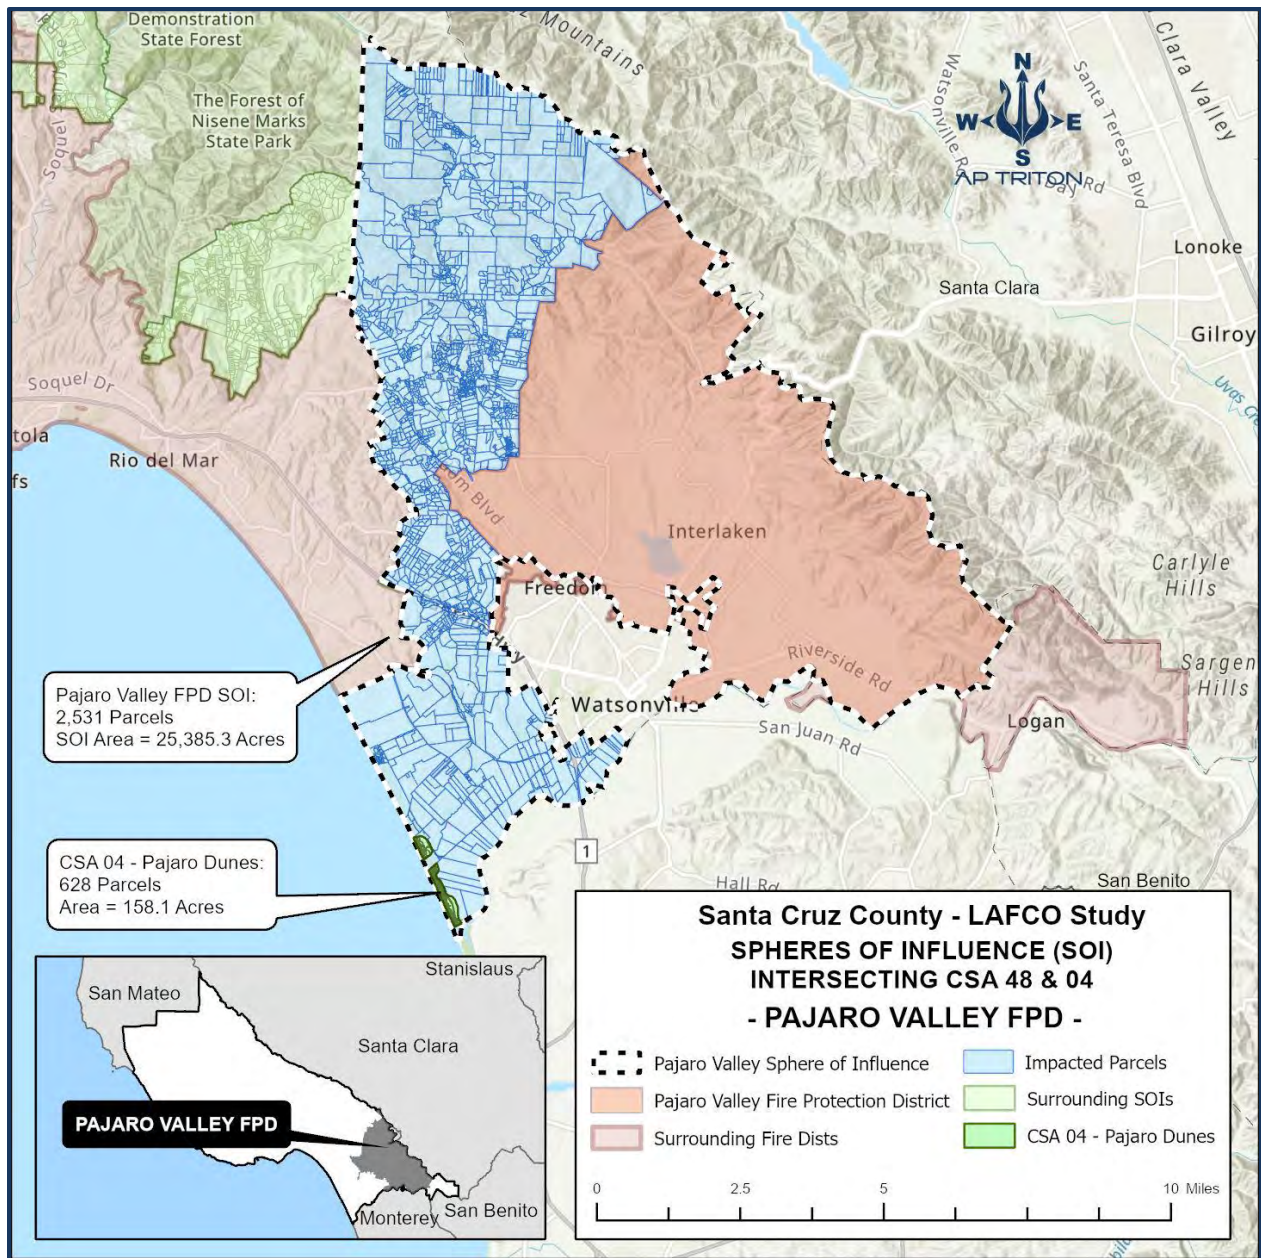 Demonstration
State Forest
Mountains
Clara Valley
The Forest of
Nisene Marks
State Park
Watsonville Rd
Santa Teresa Blvd
N
W E
S
AP TRITON
Bay Rd
Lonoke
Santa Clara
Gilroy
Soquel Dr
tola
Rio del Mar
fs
Blvd
Interlaken
Carlyle
Hills
Freedom
Hwy
Riverside Rd
Sargen
Hills
Pajaro Valley FPD SOI:
2,531 Parcels
SOI Area = 25,385.3 Acres
Watsonville
San Juan Rd
Logan
CSA 04 - Pajaro Dunes:
628 Parcels
Area = 158.1 Acres
1
Hall Rd
San Benito
Santa Cruz County - LAFCO Study
SPHERES OF INFLUENCE (SOI)
INTERSECTING CSA 48 & 04
- PAJARO VALLEY FPD -
Pajaro Valley Sphere of Influence
Impacted Parcels
Pajaro Valley Fire Protection District
Surrounding SOIs
Surrounding Fire Dists
CSA 04 - Pajaro Dunes
0 2.5 5 10 Miles
Stanislaus
San Mateo
Santa Clara
PAJARO VALLEY FPD
San Benito
Monterey